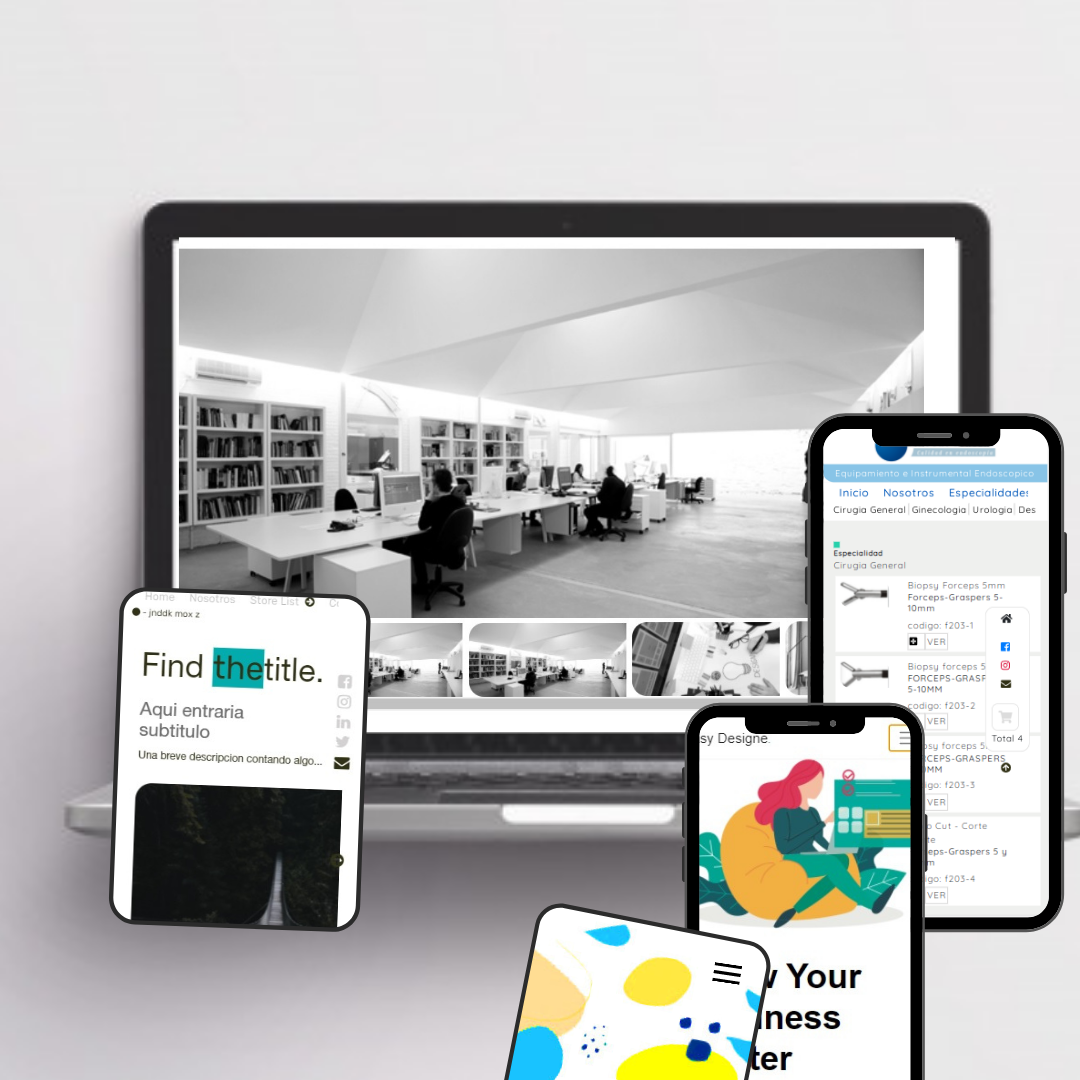 Calidad en endoscopia
Equipamiento e Instrumental Endoscopico
Inicio Nosotros Especialidades
Cirugia General Ginecologia Urologia Des
Especialidad
Cirugia General
Biopsy Forceps 5mm
Forceps-Graspers 5-
10mm
codigo: f203-1
VER
Biopsy forceps 5
FORCEPS-GRASP
5-10MM
codigo: f203-2
VER
Total 4
psy forceps 5
RCEPS-GRASPERS
0MM
igo: f203-3
VER
o Cut - Corte
te
ceps-Graspers 5 y
m
igo: f203-4
VER
Home Nosotros Store List Ci
- jnddk mox z
Find thetitle.
Aqui entraria
subtitulo
Una breve descripcion contando algo...
sy Designe.
w Your
iness
ter